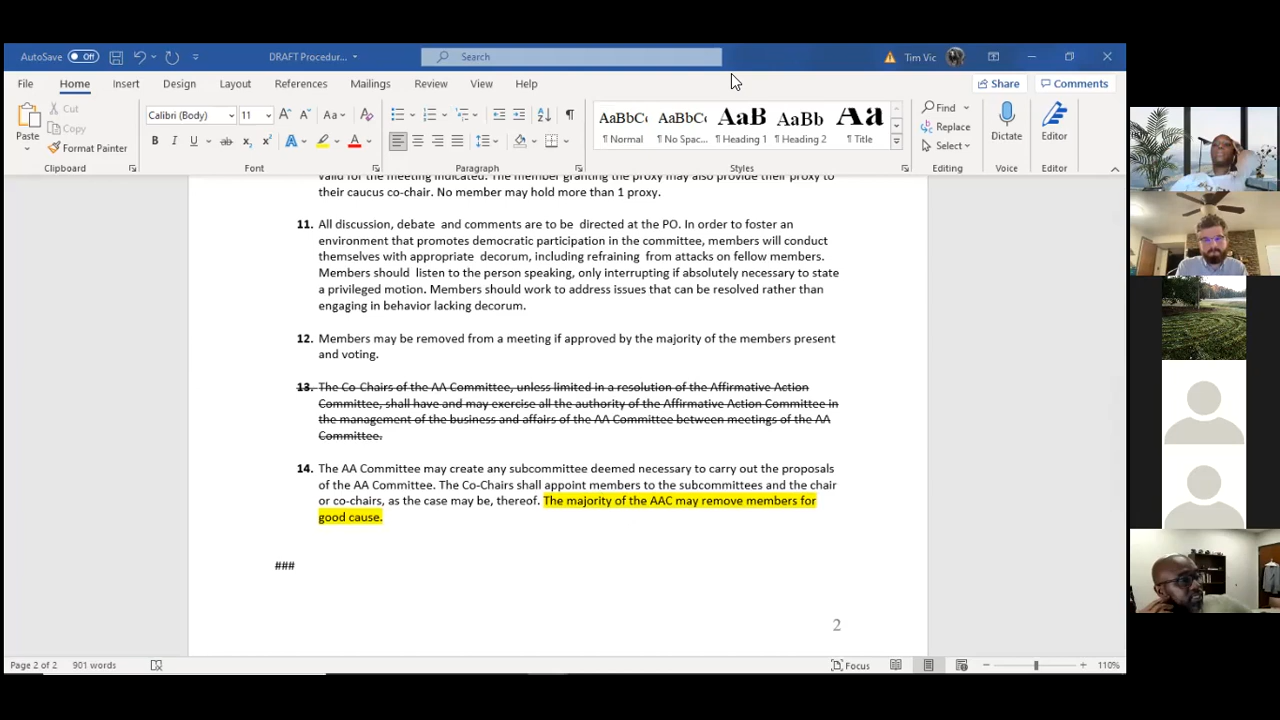 AutoSave Off DRAFT Procedur... Search Tim Vic
File Home Insert Design Layout References Mailings Review View Help Share Comments
Paste Cut Copy Format Painter Clipboard
Calibri (Body) 11 Aa B I U ab x₂ x² A A Font
Paragraph
AaBbCc AaBbCc AaB AaBb Aa
¶ Normal ¶ No Spac... ¶ Heading 1 ¶ Heading 2 ¶ Title
Styles
Find Replace Select Editing
Dictate Voice
Editor Editor
valid for the meeting indicated. The member granting the proxy may also provide their proxy to
their caucus co-chair. No member may hold more than 1 proxy.
11. All discussion, debate and comments are to be directed at the PO. In order to foster an
environment that promotes democratic participation in the committee, members will conduct
themselves with appropriate decorum, including refraining from attacks on fellow members.
Members should listen to the person speaking, only interrupting if absolutely necessary to state
a privileged motion. Members should work to address issues that can be resolved rather than
engaging in behavior lacking decorum.
12. Members may be removed from a meeting if approved by the majority of the members present
and voting.
13. The Co-Chairs of the AA Committee, unless limited in a resolution of the Affirmative Action
Committee, shall have and may exercise all the authority of the Affirmative Action Committee in
the management of the business and affairs of the AA Committee between meetings of the AA
Committee.
14. The AA Committee may create any subcommittee deemed necessary to carry out the proposals
of the AA Committee. The Co-Chairs shall appoint members to the subcommittees and the chair
or co-chairs, as the case may be, thereof. The majority of the AAC may remove members for
good cause.
###
2
Page 2 of 2 901 words Focus 110%